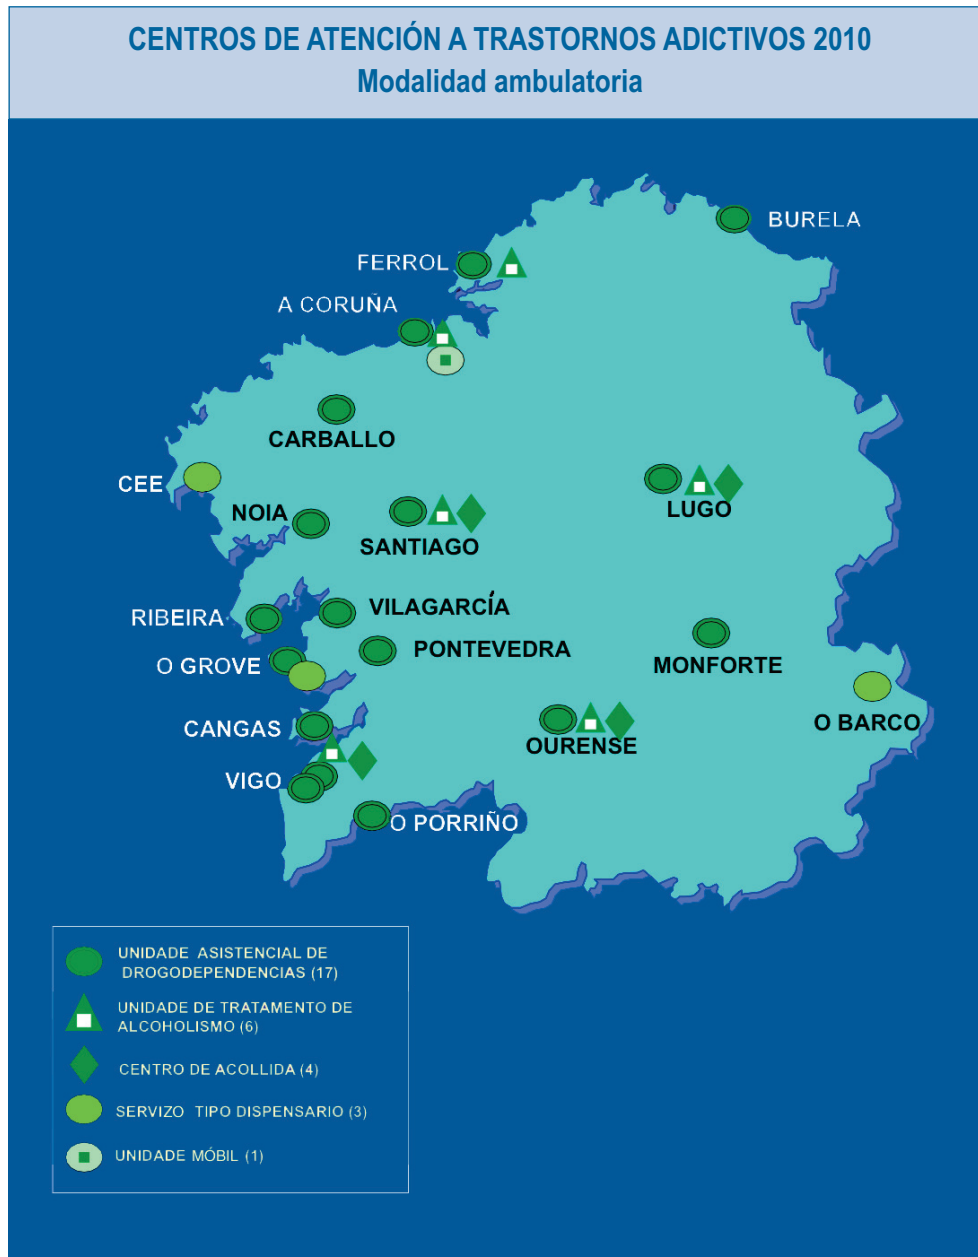 CENTROS DE ATENCIÓN A TRASTORNOS ADICTIVOS 2010
Modalidad ambulatoria
BURELA
FERROL
A CORUÑA
CARBALLO
CEE
LUGO
NOIA
SANTIAGO
VILAGARCÍA
RIBEIRA
PONTEVEDRA
O GROVE
MONFORTE
CANGAS
O BARCO
OURENSE
VIGO
O PORRIÑO
UNIDADE ASISTENCIAL DE
DROGODEPENDENCIAS (17)
UNIDADE DE TRATAMENTO DE
ALCOHOLISMO (6)
CENTRO DE ACOLLIDA (4)
SERVIZO TIPO DISPENSARIO (3)
UNIDADE MÓBIL (1)